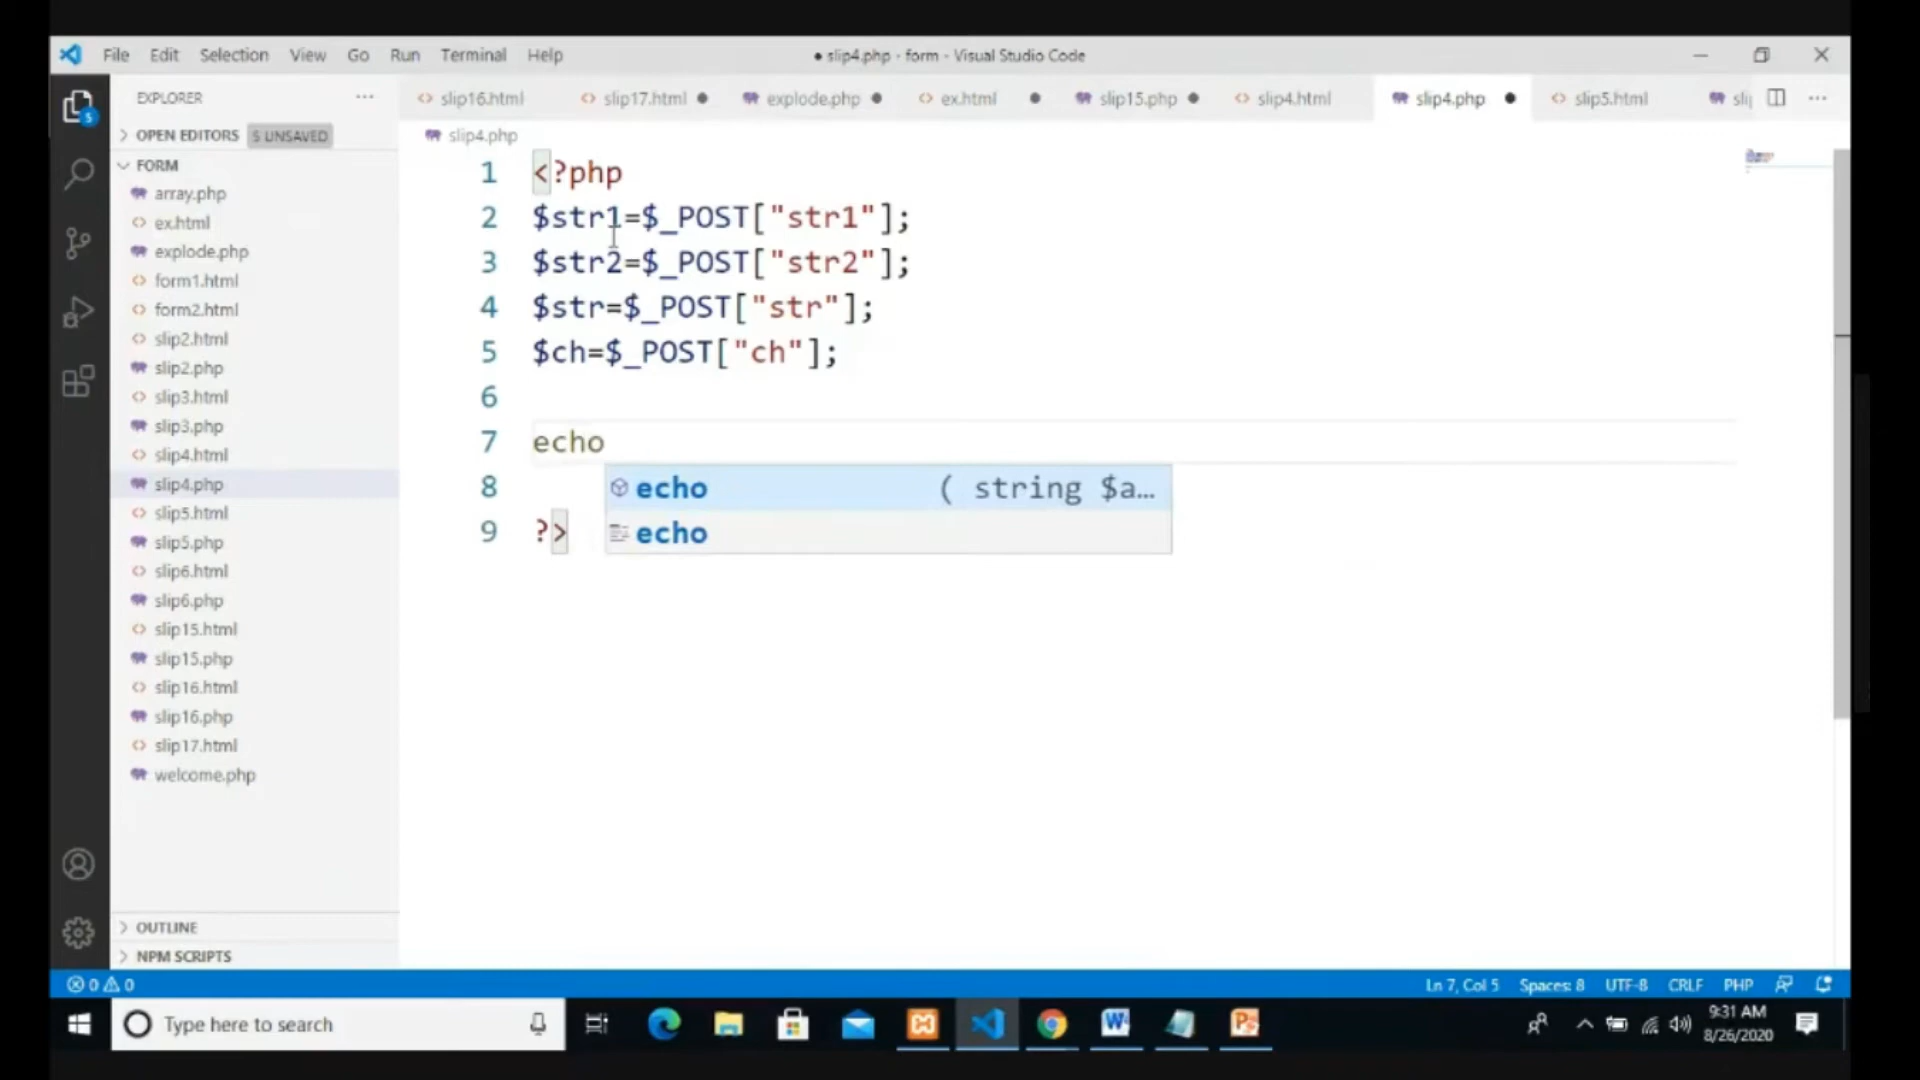 File Edit Selection View Go Run Terminal Help
● slip4.php - form - Visual Studio Code
EXPLORER
slip16.html slip17.html explode.php ex.html slip15.php slip4.html slip4.php slip5.html sli
OPEN EDITORS 5 UNSAVED
FORM
array.php
ex.html
explode.php
form1.html
form2.html
slip2.html
slip2.php
slip3.html
slip3.php
slip4.html
slip4.php
slip5.html
slip5.php
slip6.html
slip6.php
slip15.html
slip15.php
slip16.html
slip16.php
slip17.html
welcome.php
OUTLINE
NPM SCRIPTS
slip4.php
1 <?php
2 $str1=$_POST["str1"];
3 $str2=$_POST["str2"];
4 $str=$_POST["str"];
5 $ch=$_POST["ch"];
6
7 echo
8
9 ?>
echo ( string $a…
echo
0 0
Ln 7, Col 5 Spaces: 8 UTF-8 CRLF PHP
Type here to search
9:31 AM
8/26/2020